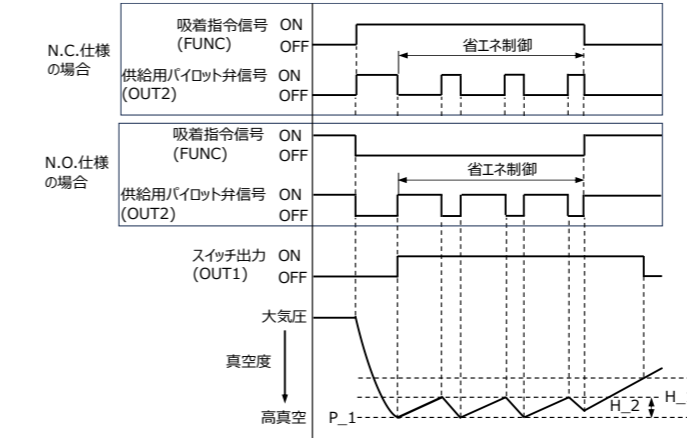 N.C.仕様
の場合
吸着指令信号 ON
(FUNC) OFF
省エネ制御
供給用パイロット弁信号 ON
(OUT2) OFF
N.O.仕様
の場合
吸着指令信号 ON
(FUNC) OFF
省エネ制御
供給用パイロット弁信号 ON
(OUT2) OFF
スイッチ出力 ON
(OUT1) OFF
大気圧
真空度
高真空 P_1
H_2
H_